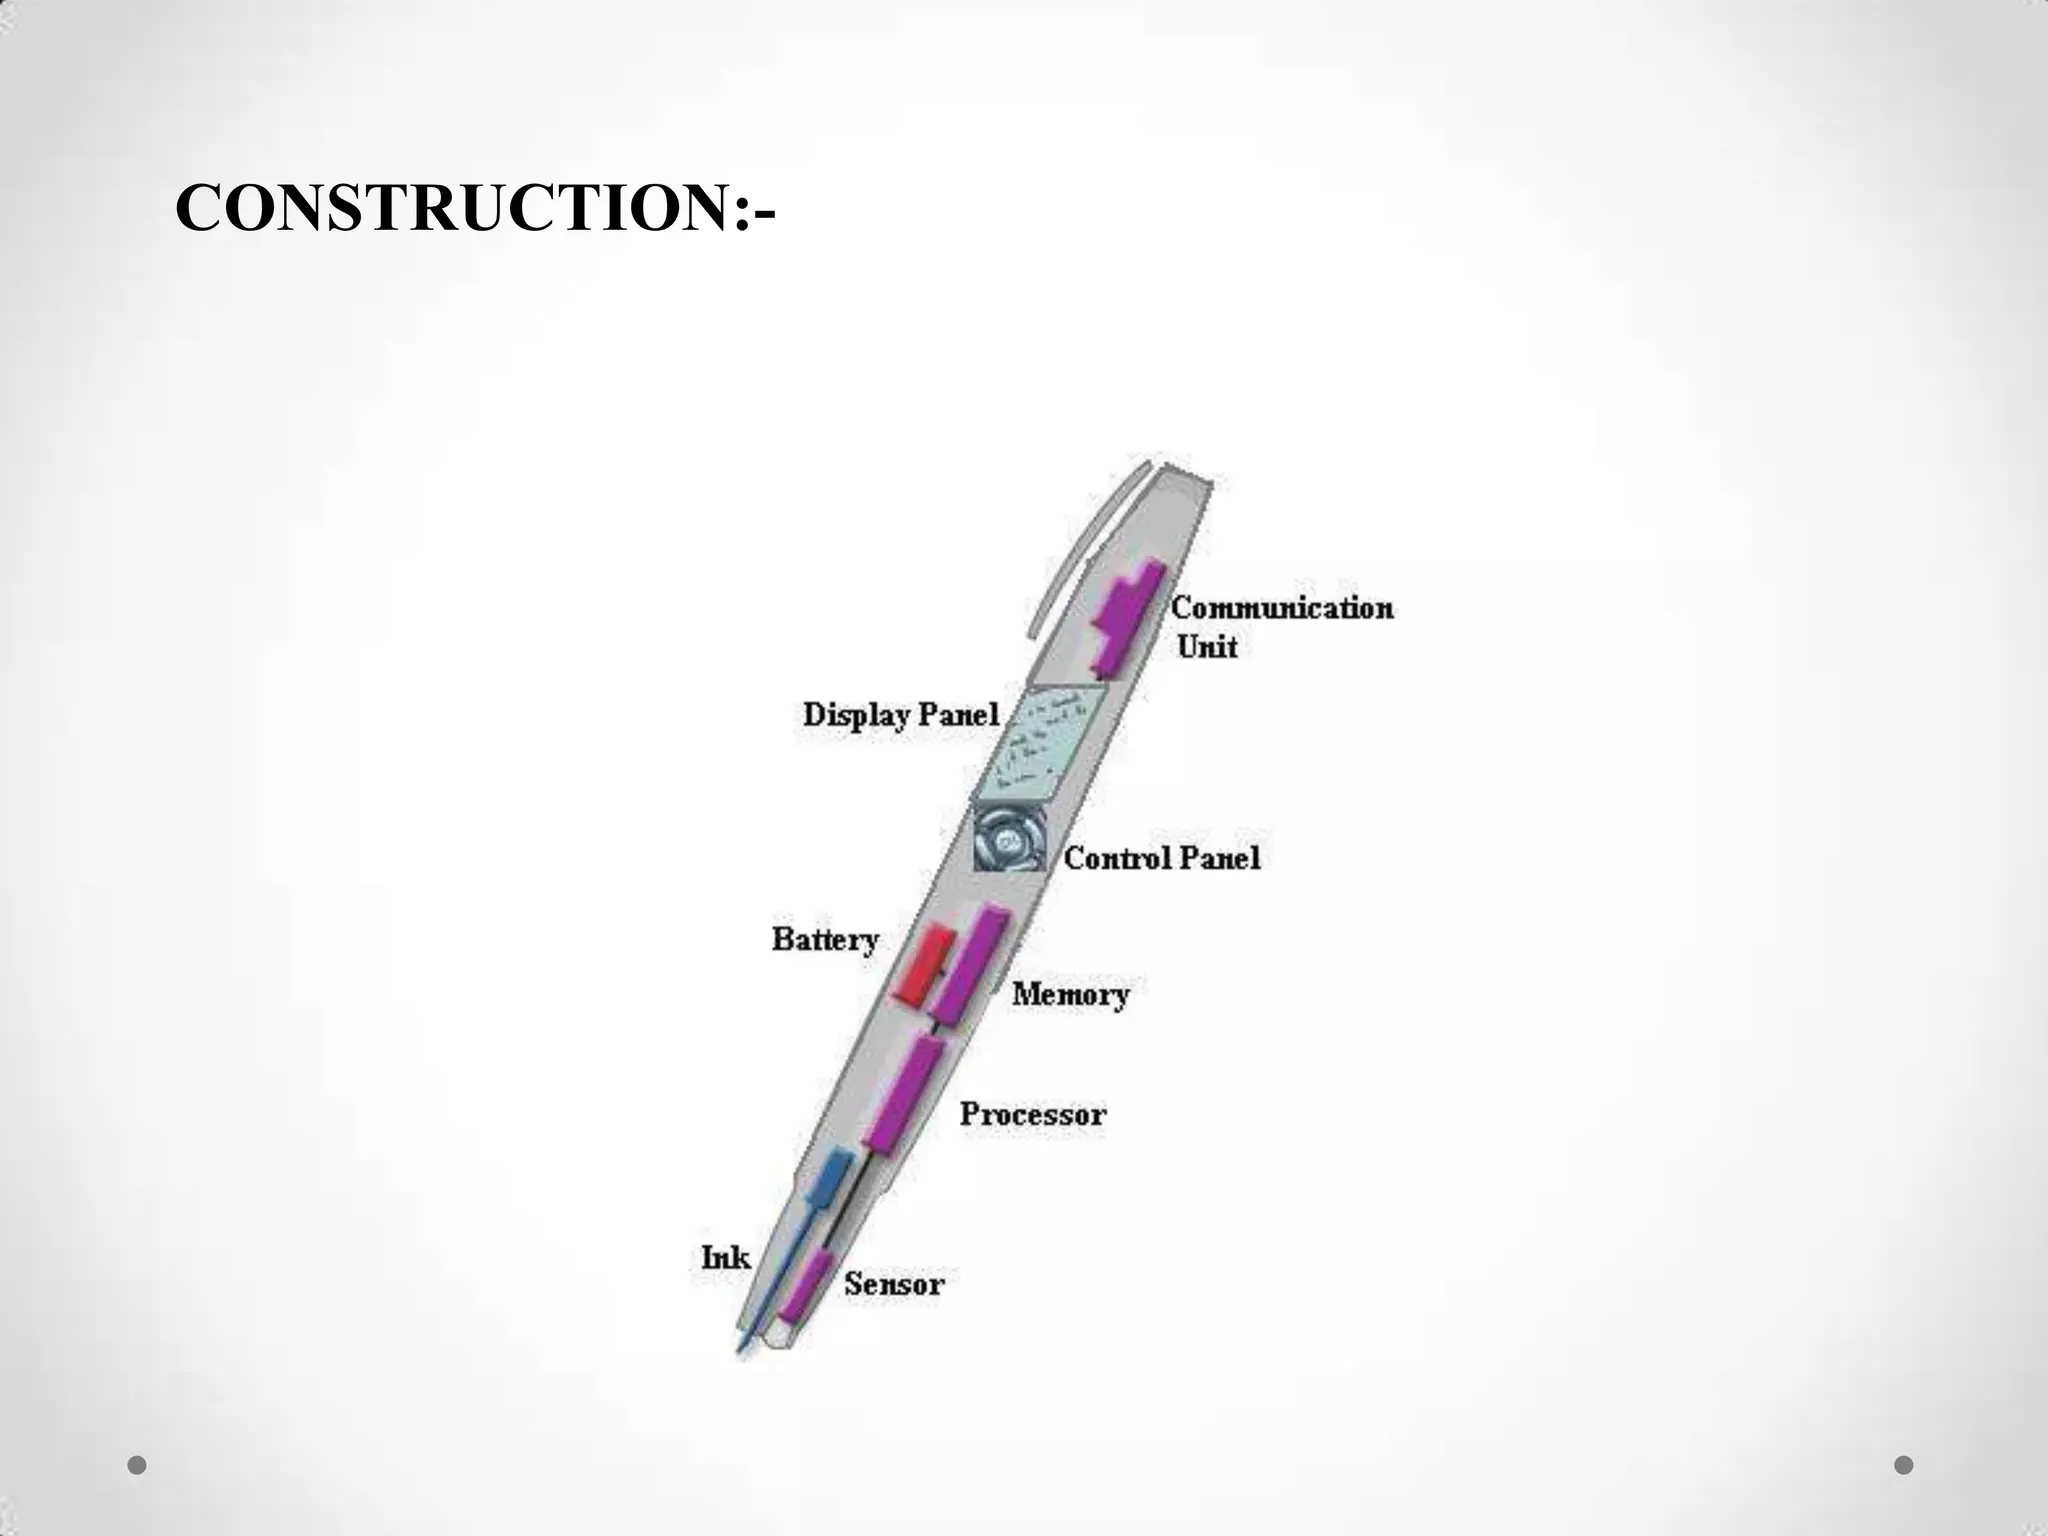 CONSTRUCTION:-
Communication
Unit
Display Panel
Control Panel
Battery
Memory
Processor
Ink
Sensor